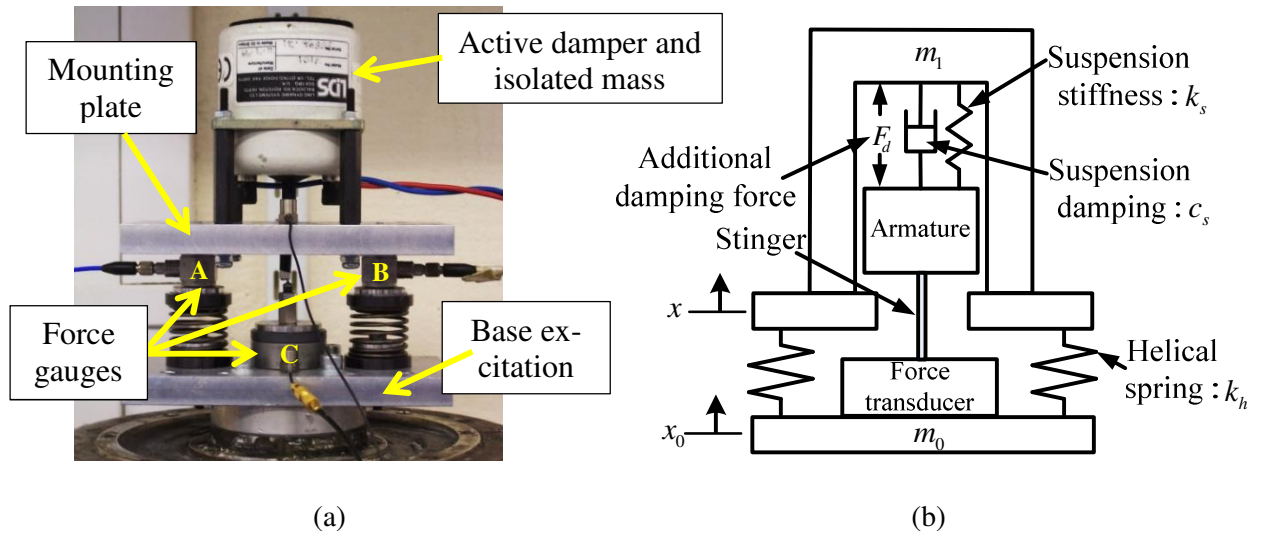 Mounting
plate
Active damper and
isolated mass
LDS
A
B
C
Force
gauges
Base ex-
citation
(a)
m1
Suspension
stiffness : ks
Fd
Additional
damping force
Suspension
damping : cs
Armature
Stinger
x
Helical
spring : kh
Force
transducer
x0
m0
(b)